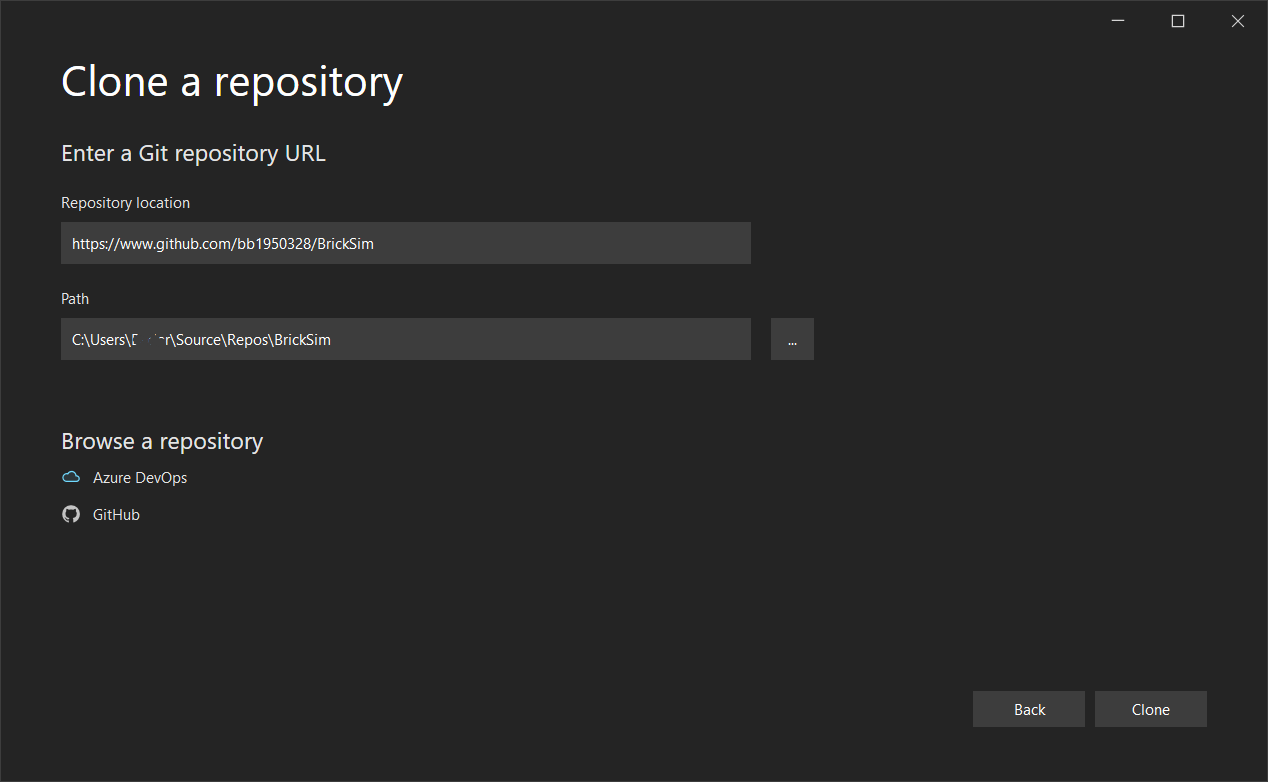 Clone a repository
Enter a Git repository URL
Repository location
https://www.github.com/bb1950328/BrickSim
Path
C:\Users\ r\Source\Repos\BrickSim
...
Browse a repository
Azure DevOps
GitHub
Back
Clone